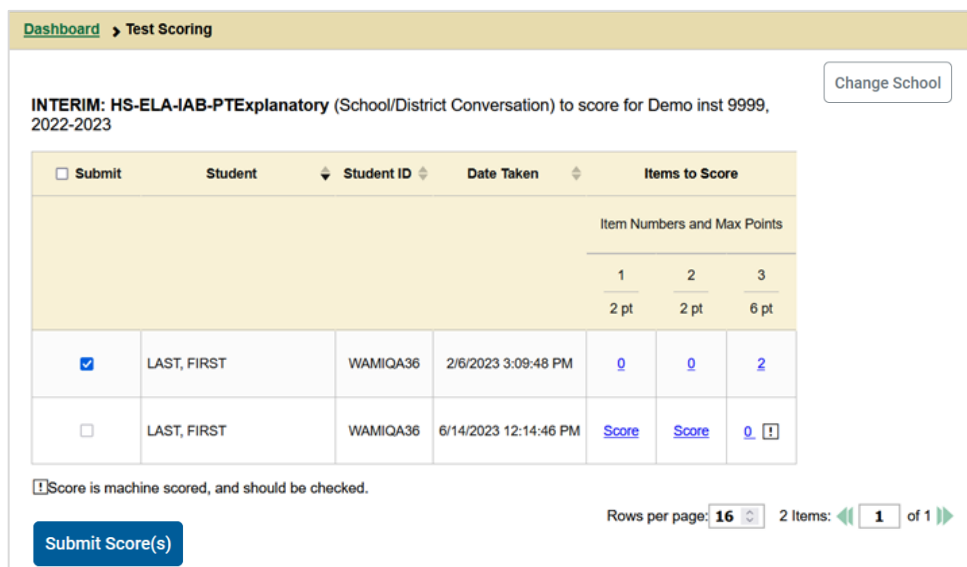 Dashboard › Test Scoring
Change School
INTERIM: HS-ELA-IAB-PTExplanatory (School/District Conversation) to score for Demo inst 9999,
2022-2023
Submit Student Student ID Date Taken Items to Score
Item Numbers and Max Points
1 2 3
2 pt 2 pt 6 pt
LAST, FIRST WAMIQA36 2/6/2023 3:09:48 PM 0 0 2
LAST, FIRST WAMIQA36 6/14/2023 12:14:46 PM Score Score 0 !
!Score is machine scored, and should be checked.
Rows per page: 16 2 Items: 1 of 1
Submit Score(s)